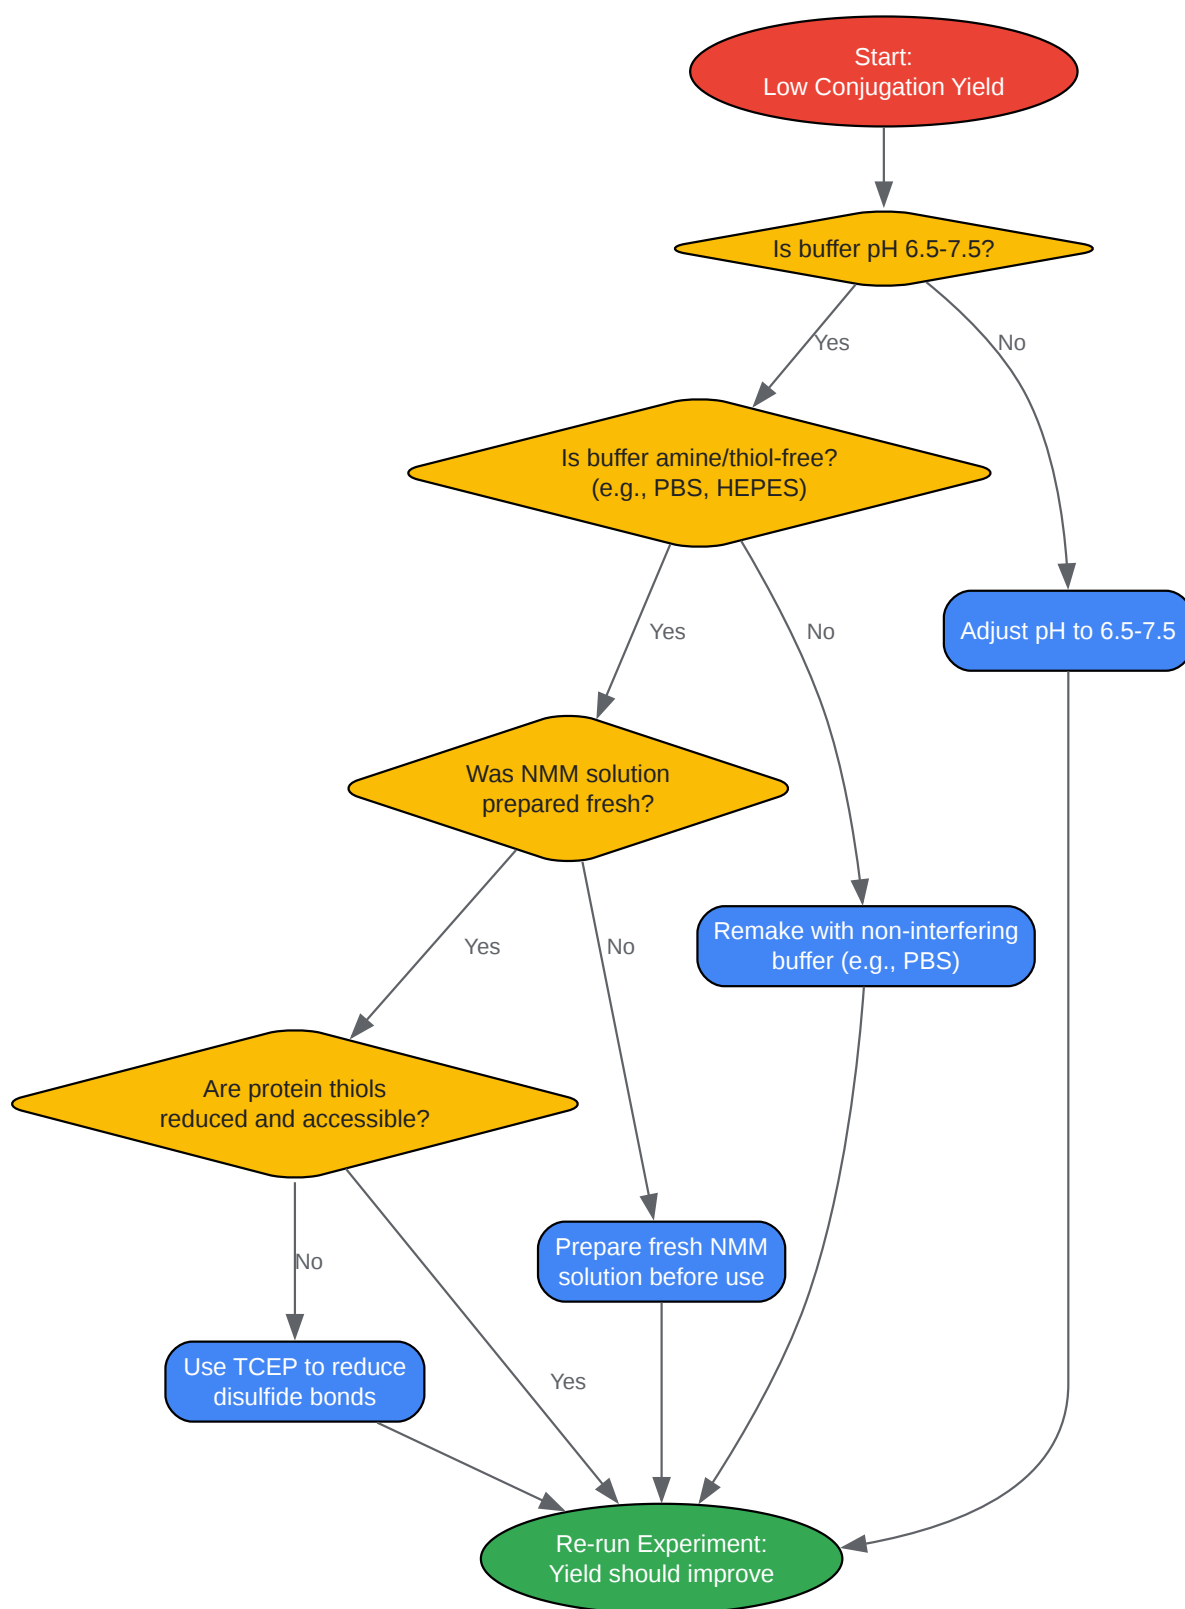 Start:
Low Conjugation Yield
Is buffer pH 6.5-7.5?
Yes
No
Is buffer amine/thiol-free?
(e.g., PBS, HEPES)
Yes
No
Adjust pH to 6.5-7.5
Was NMM solution
prepared fresh?
Yes
No
Remake with non-interfering
buffer (e.g., PBS)
Are protein thiols
reduced and accessible?
No
Yes
Prepare fresh NMM
solution before use
Use TCEP to reduce
disulfide bonds
Re-run Experiment:
Yield should improve